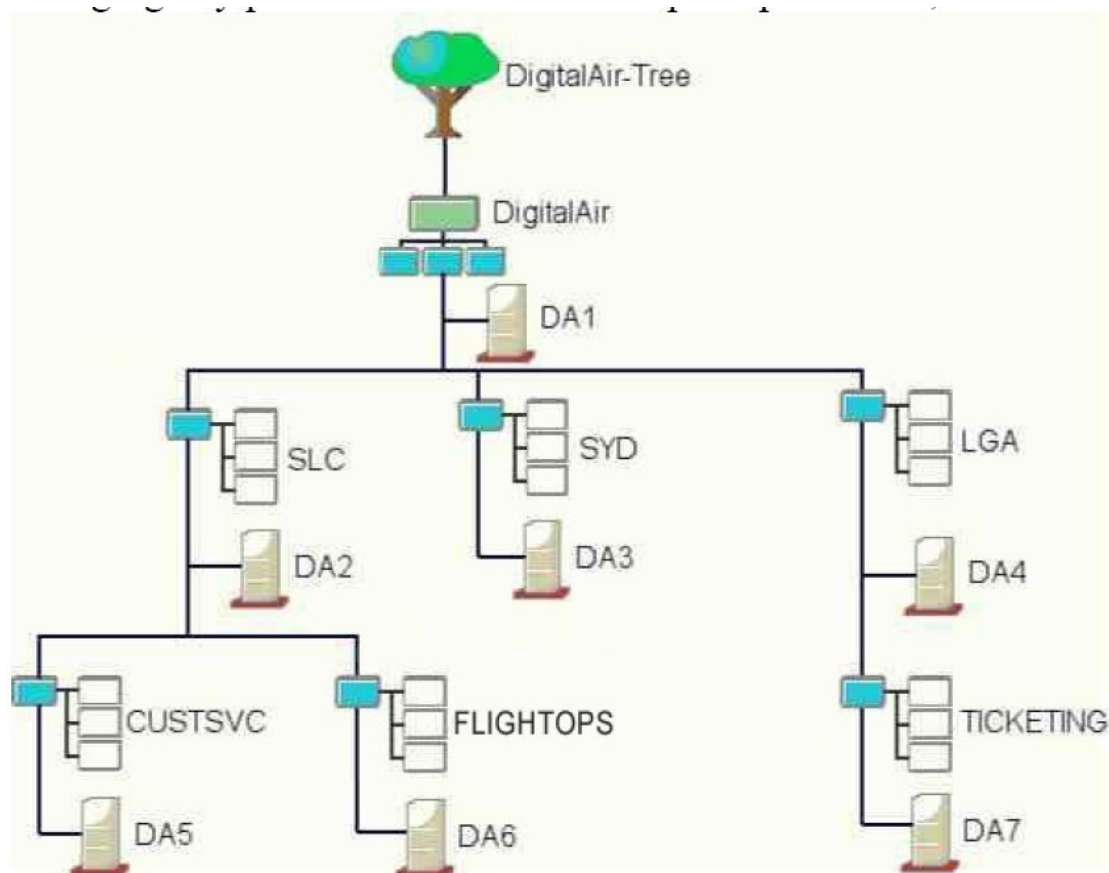 DigitalAir-Tree
DigitalAir
DA1
SLC
SYD
LGA
DA2
DA3
DA4
CUSTSVC
FLIGHTOPS
TICKETING
DA5
DA6
DA7